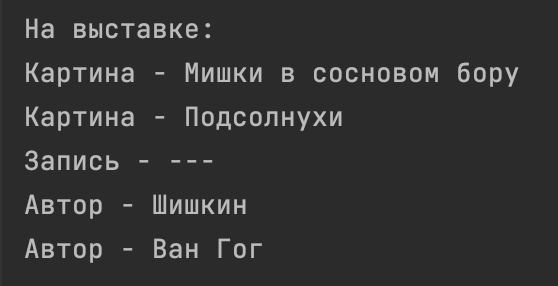 На выставке:
Картина - Мишки в сосновом бору
Картина - Подсолнухи
Запись - ---
Автор - Шишкин
Автор - Ван Гог